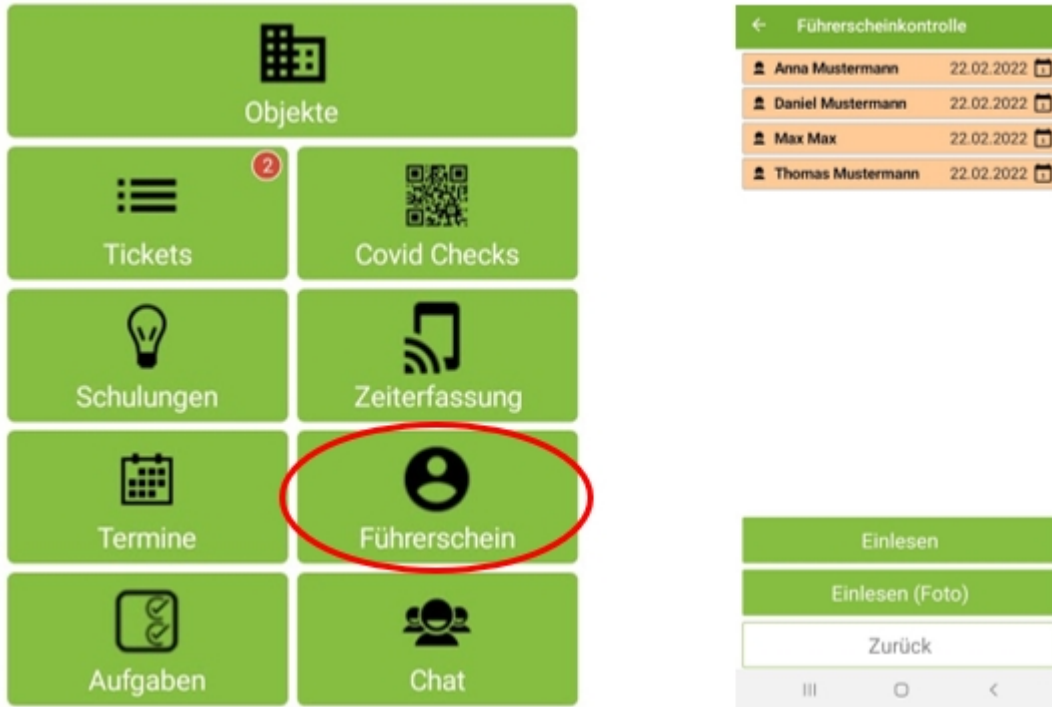 Objekte
2
Tickets
Covid Checks
Schulungen
Zeiterfassung
Termine
Führerschein
Aufgaben
Chat
Führerscheinkontrolle
Anna Mustermann 22.02.2022
Daniel Mustermann 22.02.2022
Max Max 22.02.2022
Thomas Mustermann 22.02.2022
Einlesen
Einlesen (Foto)
Zurück